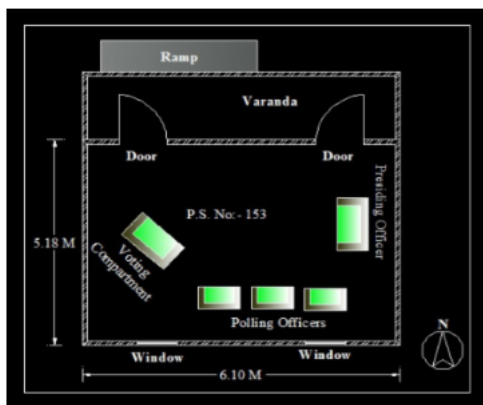 Ramp
Varanda
Door
Door
Presiding Officer
P.S. No:- 153
5.18 M
Voting
Compartment
Polling Officers
N
Window
Window
6.10 M